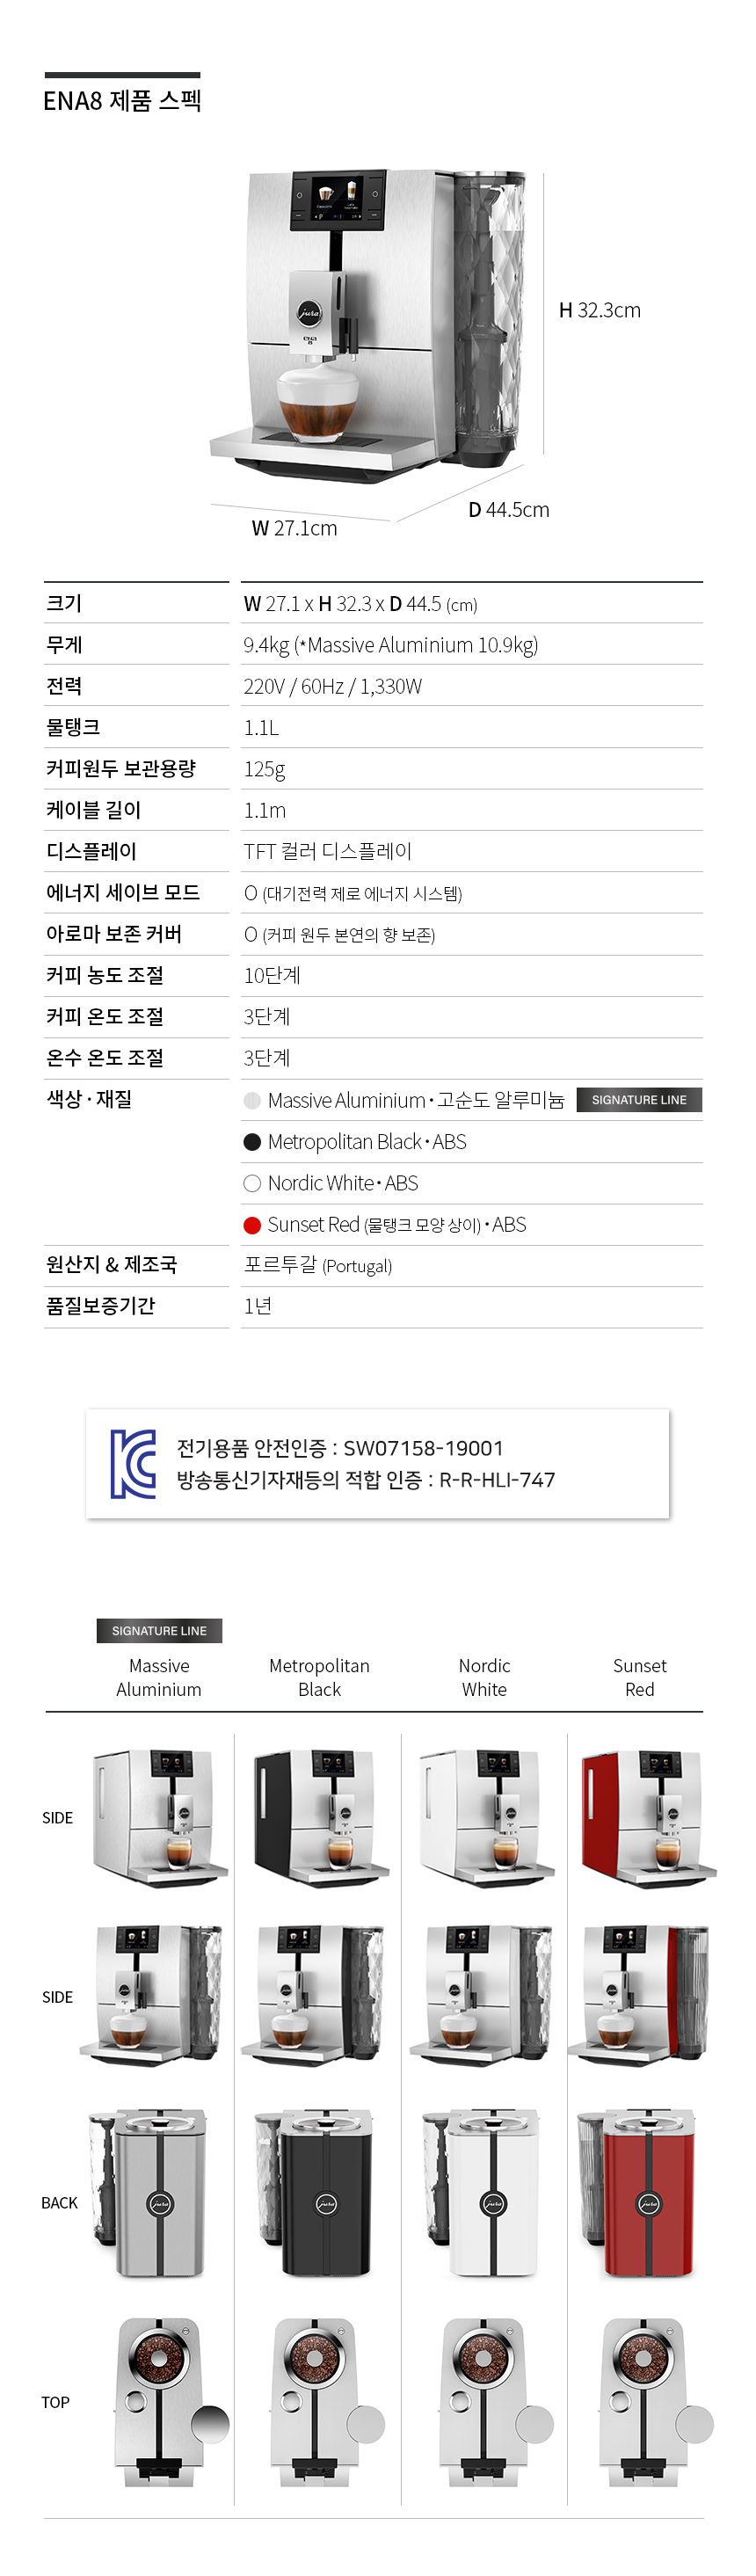 ENA8 제품 스펙
jura
ENA
8
H 32.3cm
D 44.5cm
W 27.1cm
크기 W 27.1 x H 32.3 x D 44.5 (cm)
무게 9.4kg (*Massive Aluminium 10.9kg)
전력 220V / 60Hz / 1,330W
물탱크 1.1L
커피원두 보관용량 125g
케이블 길이 1.1m
디스플레이 TFT 컬러 디스플레이
에너지 세이브 모드 O (대기전력 제로 에너지 시스템)
아로마 보존 커버 O (커피 원두 본연의 향 보존)
커피 농도 조절 10단계
커피 온도 조절 3단계
온수 온도 조절 3단계
색상 · 재질 Massive Aluminium · 고순도 알루미늄 SIGNATURE LINE
Metropolitan Black · ABS
Nordic White · ABS
Sunset Red (물탱크 모양 상이) · ABS
원산지 & 제조국 포르투갈 (Portugal)
품질보증기간 1년
전기용품 안전인증 : SW07158-19001
방송통신기자재등의 적합 인증 : R-R-HLI-747
SIGNATURE LINE
Massive Metropolitan Nordic Sunset
Aluminium Black White Red
SIDE
SIDE
BACK
jura jura jura jura
TOP